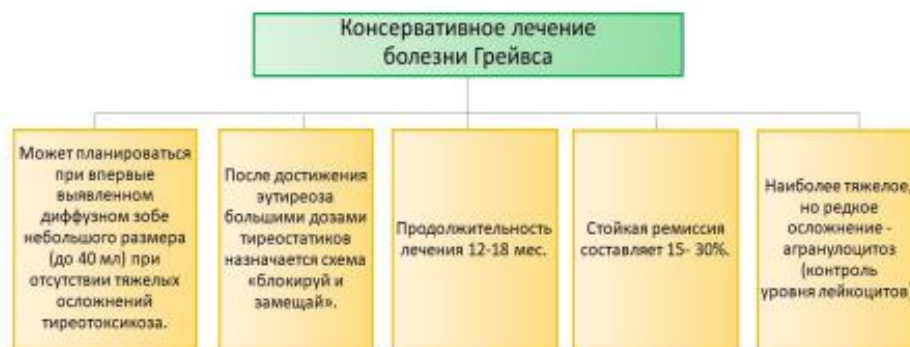 Консервативное лечение
болезни Грейвса
Может планироваться
при впервые
выявленном
диффузном зобе
небольшого размера
(до 40 мл) при
отсутствии тяжелых
осложнений
тиреотоксикоза.
После достижения
эутиреоза
большими дозами
тиреостатиков
назначается схема
«блокируй и
замещай».
Продолжительность
лечения 12-18 мес.
Стойкая ремиссия
составляет 15- 30%.
Наиболее тяжелое,
но редкое
осложнение -
агранулоцитоз
(контроль
уровня лейкоцитов)